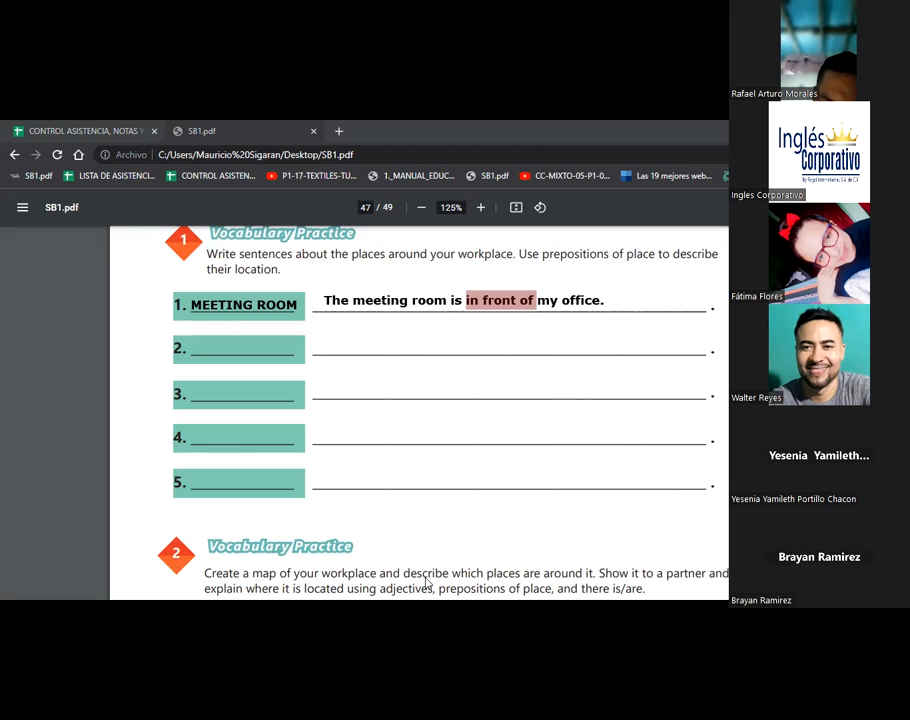 CONTROL ASISTENCIA, NOTAS Y
SB1.pdf
Archivo
C:/Users/Mauricio%20Sigaran/Desktop/SB1.pdf
SB1.pdf
LISTA DE ASISTENCI...
CONTROL ASISTEN...
P1-17-TEXTILES-TU...
1._MANUAL_EDUC...
SB1.pdf
CC-MIXTO-05-P1-0...
Las 19 mejores web...
SB1.pdf
47 / 49
125%
1
Vocabulary Practice
Write sentences about the places around your workplace. Use prepositions of place to describe
their location.
1. MEETING ROOM The meeting room is in front of my office. .
2. ______________ .
3. ______________ .
4. ______________ .
5. ______________ .
2
Vocabulary Practice
Create a map of your workplace and describe which places are around it. Show it to a partner and
explain where it is located using adjectives, prepositions of place, and there is/are.
Rafael Arturo Morales
Inglés
Corporativo
Ingles Corporativo
Fátima Flores
Walter Reyes
Yesenia Yamileth...
Yesenia Yamileth Portillo Chacon
Brayan Ramirez
Brayan Ramirez